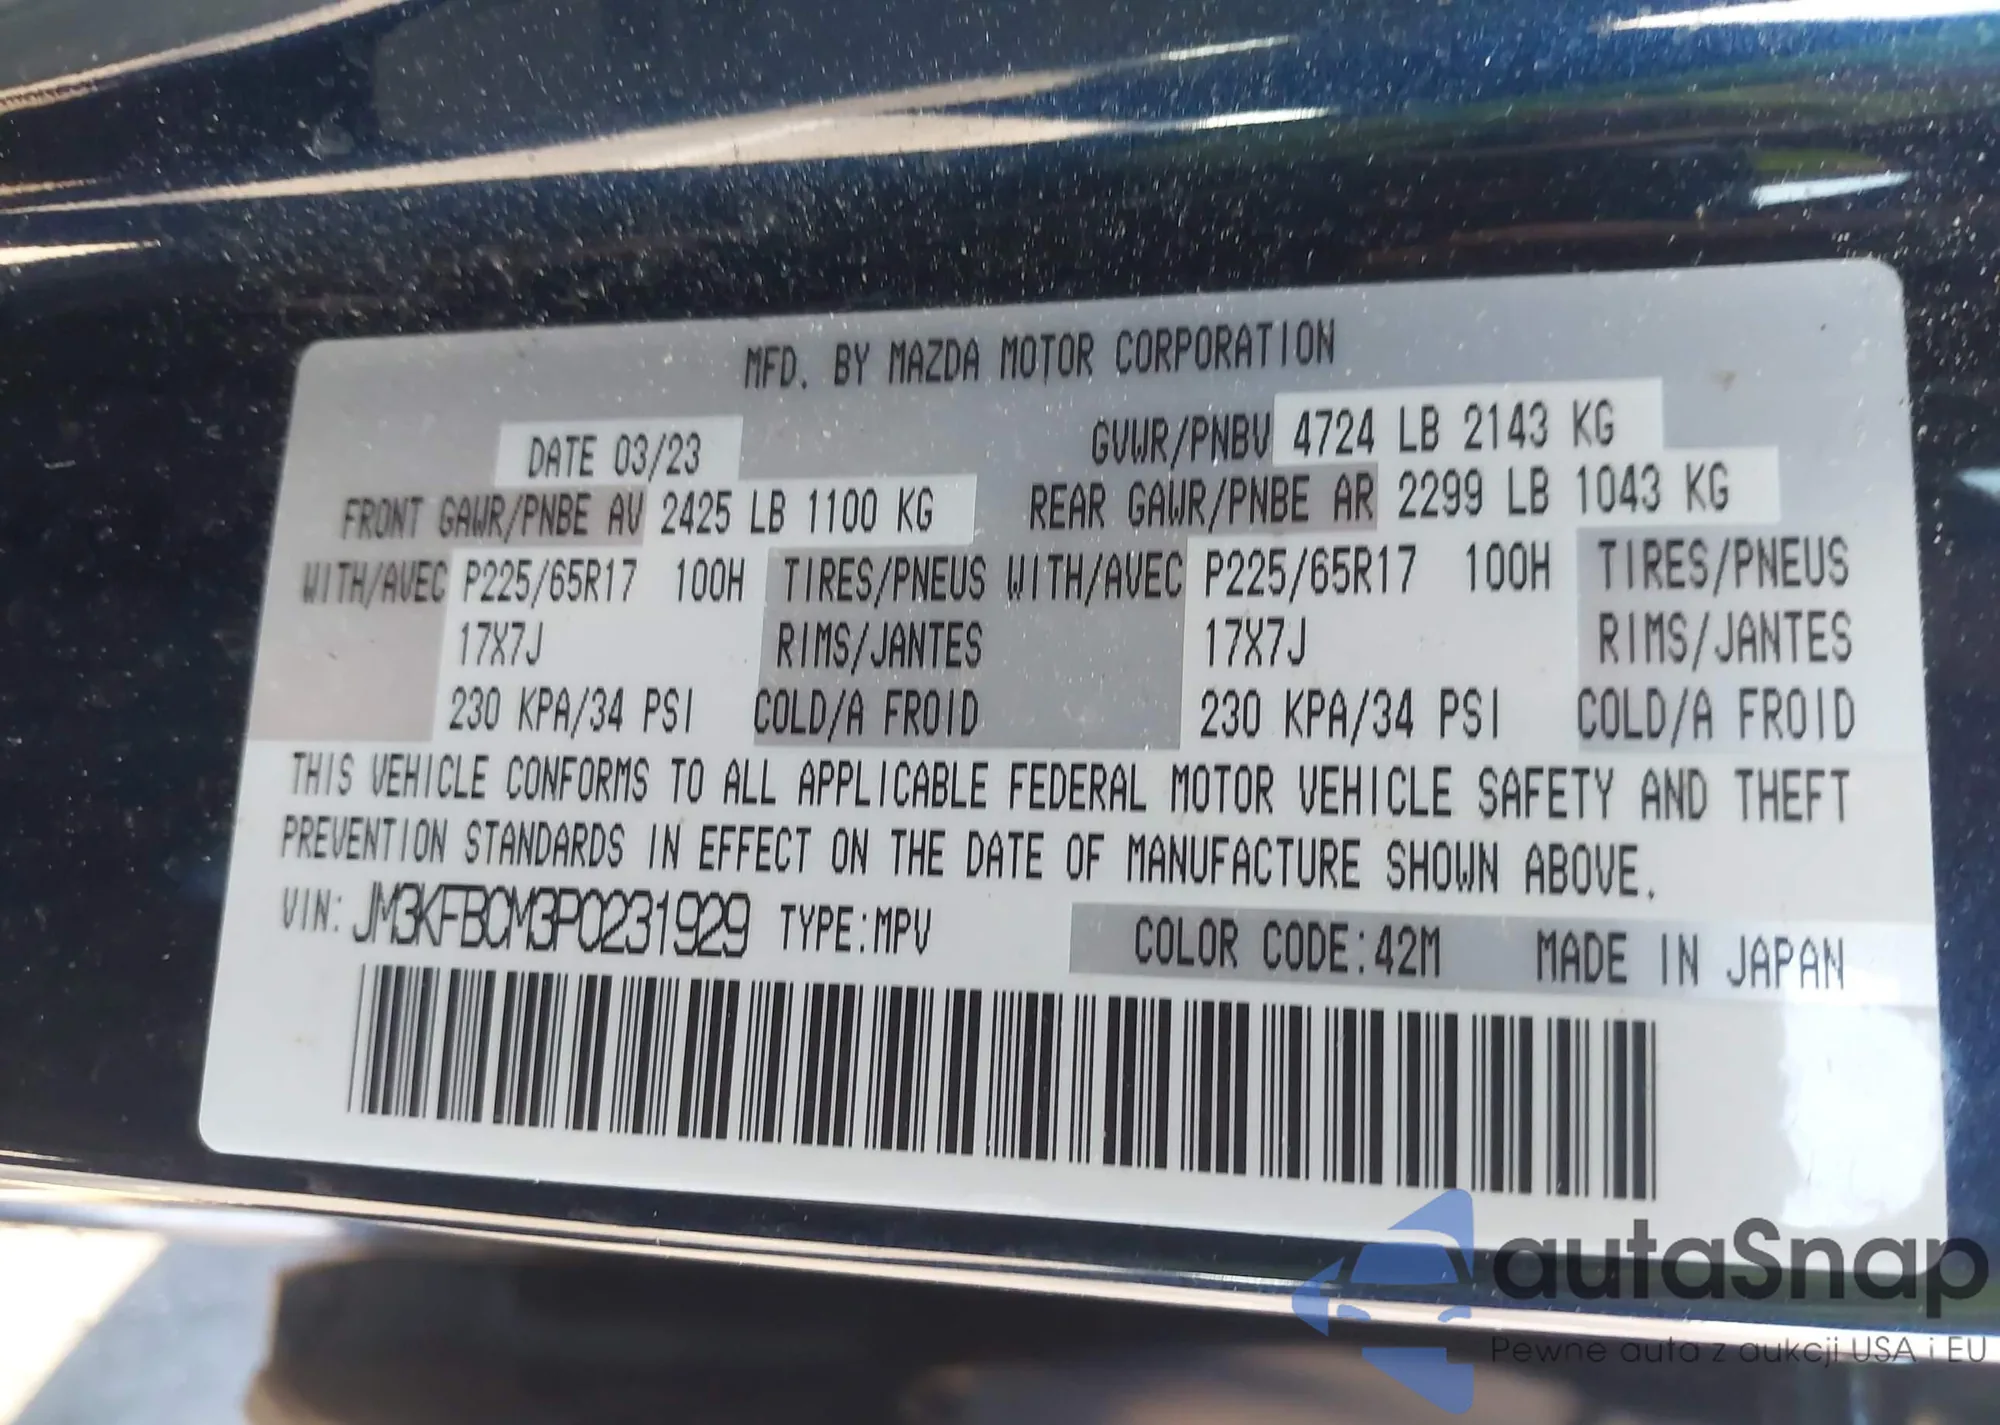 MFD. BY MAZDA MOTOR CORPORATION
DATE 03/23 GVWR/PNBV 4724 LB 2143 KG
FRONT GAWR/PNBE AV 2425 LB 1100 KG REAR GAWR/PNBE AR 2299 LB 1043 KG
WITH/AVEC P225/65R17 100H TIRES/PNEUS WITH/AVEC P225/65R17 100H TIRES/PNEUS
17X7J RIMS/JANTES 17X7J RIMS/JANTES
230 KPA/34 PSI COLD/A FROID 230 KPA/34 PSI COLD/A FROID
THIS VEHICLE CONFORMS TO ALL APPLICABLE FEDERAL MOTOR VEHICLE SAFETY AND THEFT
PREVENTION STANDARDS IN EFFECT ON THE DATE OF MANUFACTURE SHOWN ABOVE.
VIN: JM3KFBCM3P0231929 TYPE:MPV COLOR CODE:42M MADE IN JAPAN
autaSnap
Pewne auta z aukcji USA i EU